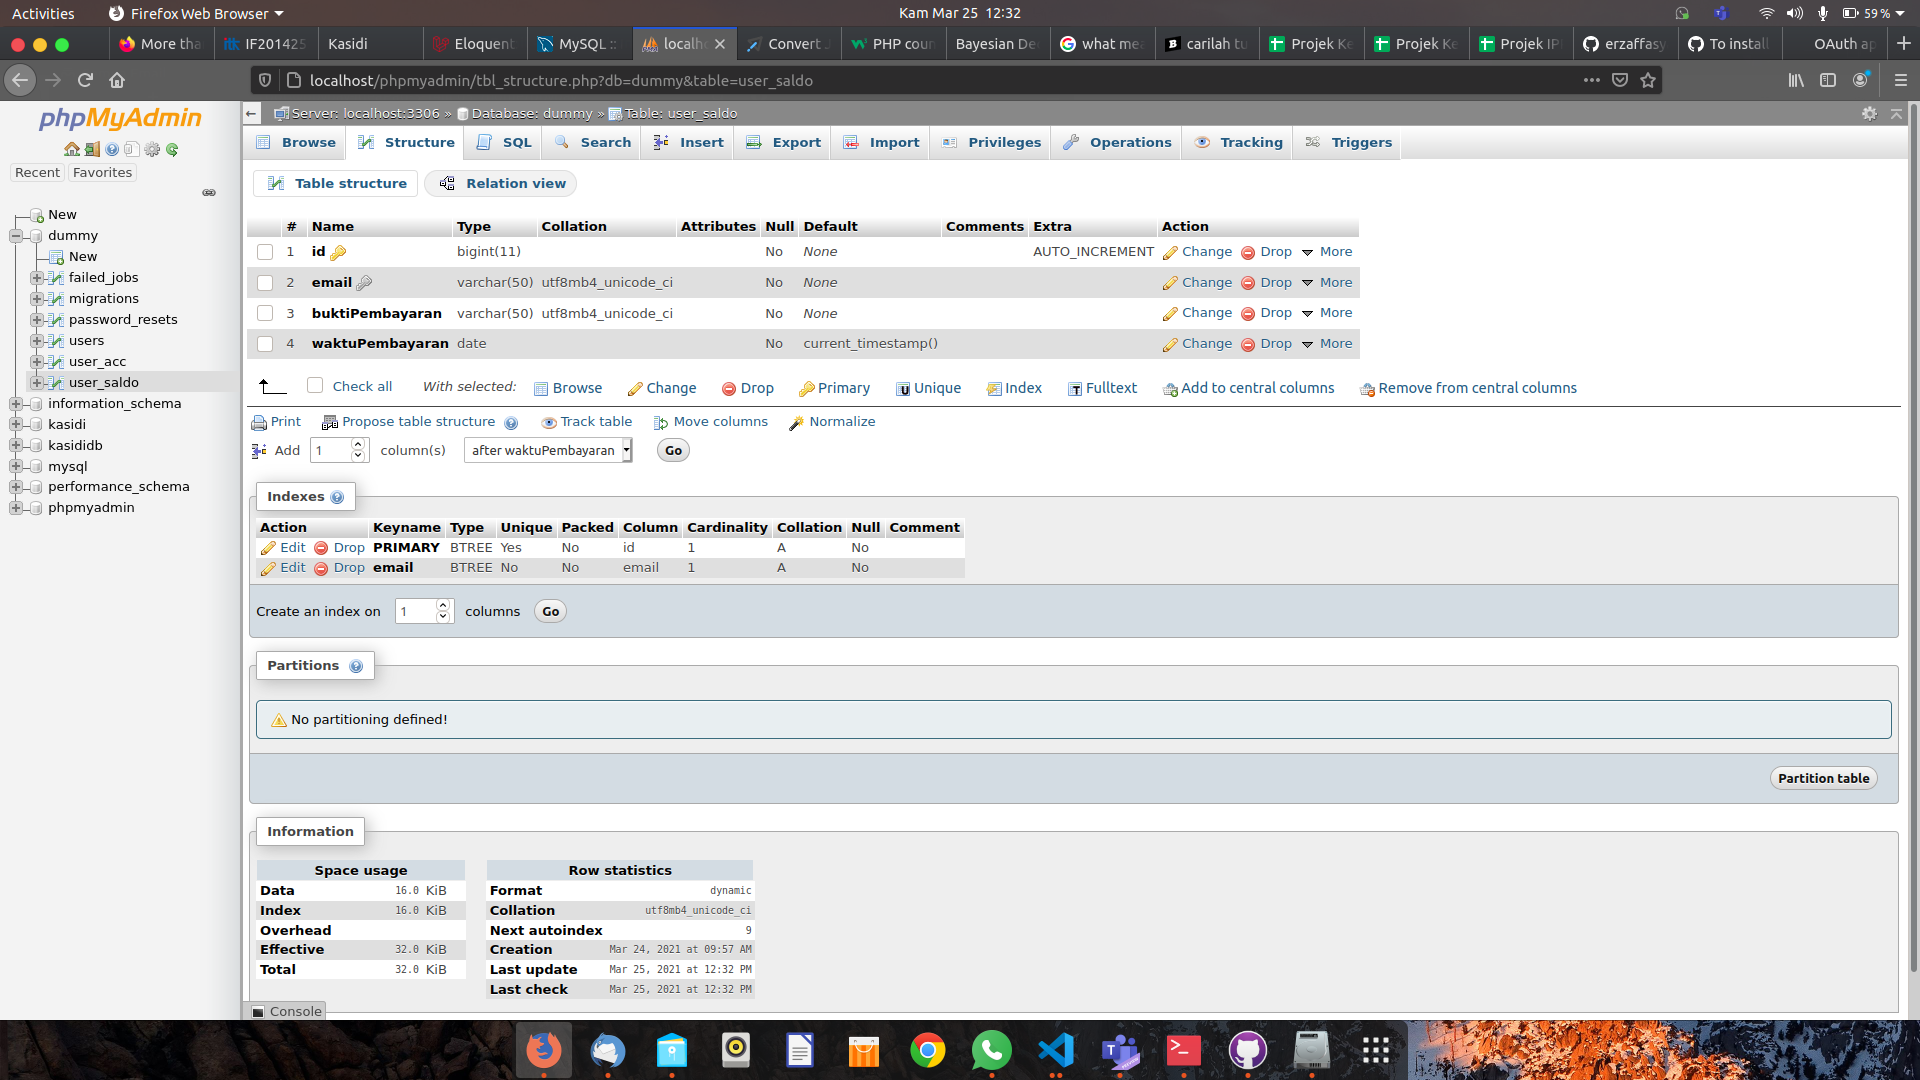 Activities Firefox Web Browser Kam Mar 25 12:32 59 %
More tha IF201425 Kasidi Eloquent MySQL :: localh Convert J PHP coun Bayesian De what mea carilah tu Projek Ke Projek Ke Projek IP erzaffasy To install OAuth ap
localhost/phpmyadmin/tbl_structure.php?db=dummy&table=user_saldo
phpMyAdmin
Recent Favorites
New
dummy
New
failed_jobs
migrations
password_resets
users
user_acc
user_saldo
information_schema
kasidi
kasididb
mysql
performance_schema
phpmyadmin
Server: localhost:3306 » Database: dummy » Table: user_saldo
Browse Structure SQL Search Insert Export Import Privileges Operations Tracking Triggers
Table structure Relation view
# Name Type Collation Attributes Null Default Comments Extra Action
1 id bigint(11) No None AUTO_INCREMENT Change Drop More
2 email varchar(50) utf8mb4_unicode_ci No None Change Drop More
3 buktiPembayaran varchar(50) utf8mb4_unicode_ci No None Change Drop More
4 waktuPembayaran date No current_timestamp() Change Drop More
Check all With selected: Browse Change Drop Primary Unique Index Fulltext Add to central columns Remove from central columns
Print Propose table structure Track table Move columns Normalize
Add 1 column(s) after waktuPembayaran Go
Indexes
Action Keyname Type Unique Packed Column Cardinality Collation Null Comment
Edit Drop PRIMARY BTREE Yes No id 1 A No
Edit Drop email BTREE No No email 1 A No
Create an index on 1 columns Go
Partitions
No partitioning defined!
Partition table
Information
Space usage
Data 16.0 KiB
Index 16.0 KiB
Overhead
Effective 32.0 KiB
Total 32.0 KiB
Row statistics
Format dynamic
Collation utf8mb4_unicode_ci
Next autoindex 9
Creation Mar 24, 2021 at 09:57 AM
Last update Mar 25, 2021 at 12:32 PM
Last check Mar 25, 2021 at 12:32 PM
Console